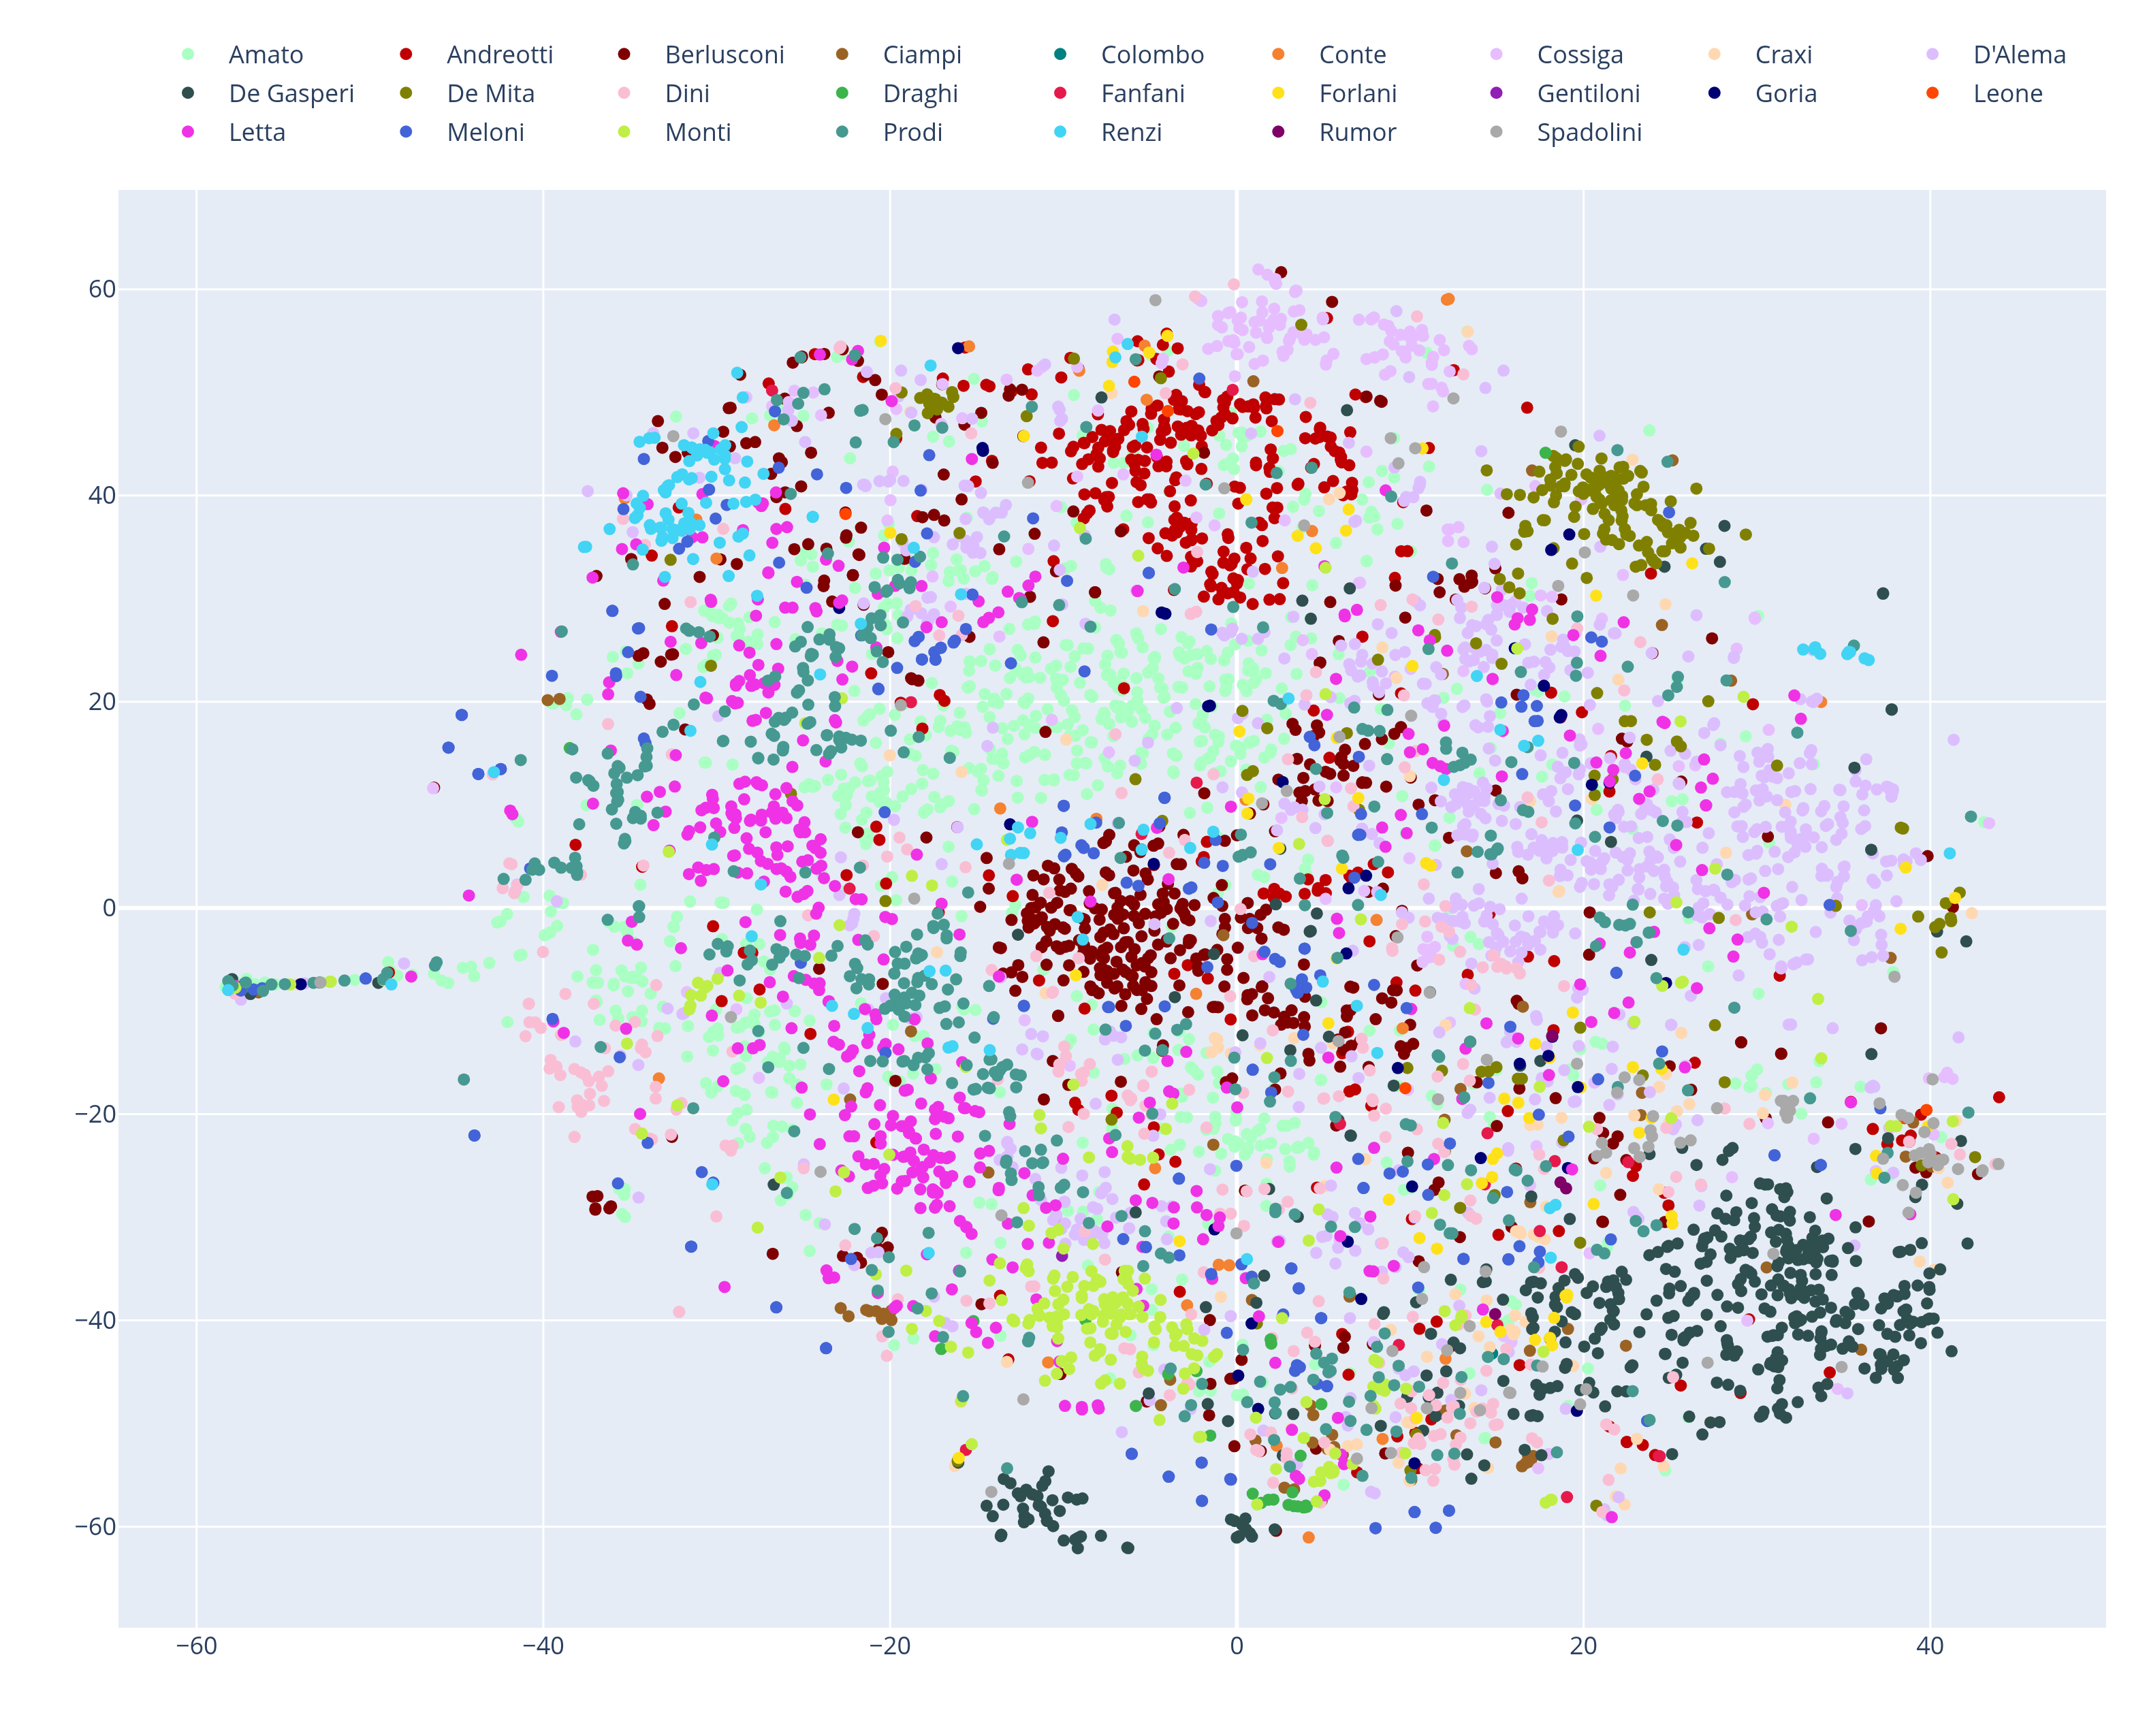 Amato Andreotti Berlusconi Ciampi Colombo Conte Cossiga Craxi D'Alema
De Gasperi De Mita Dini Draghi Fanfani Forlani Gentiloni Goria Leone
Letta Meloni Monti Prodi Renzi Rumor Spadolini
60
40
20
0
−20
−40
−60
−60 −40 −20 0 20 40